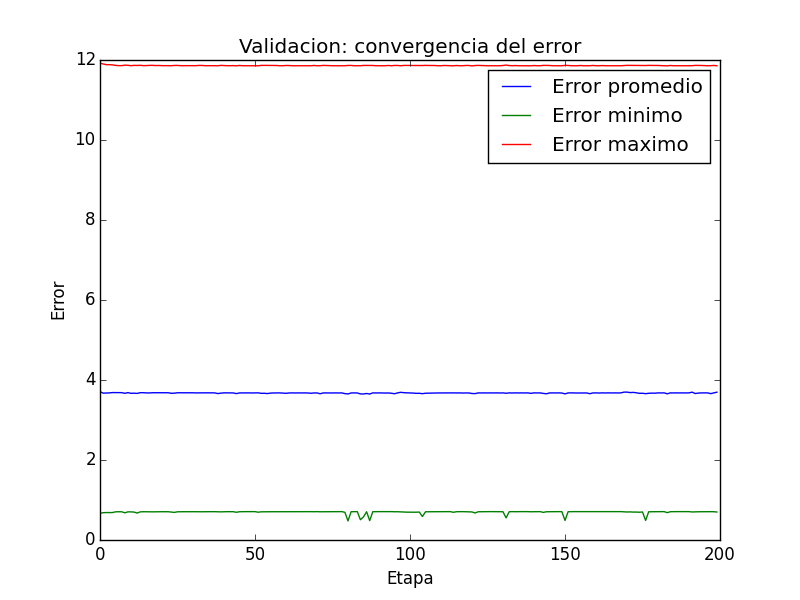 Validacion: convergencia del error
Error promedio
Error minimo
Error maximo
12
10
8
6
4
2
0
Error
0 50 100 150 200
Etapa